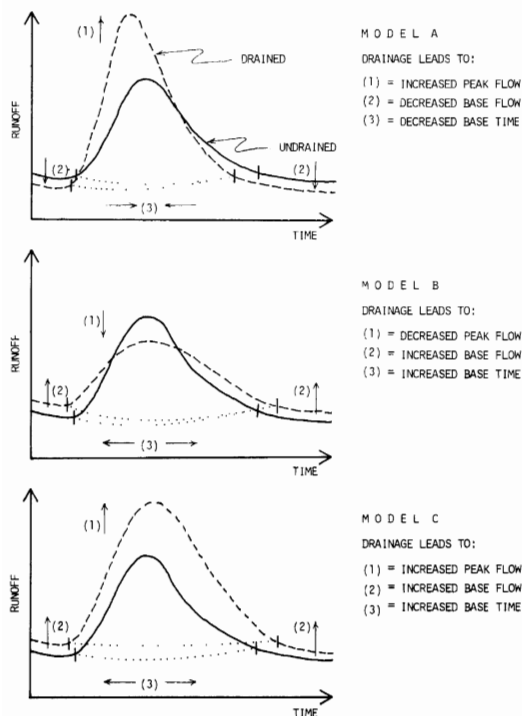 RUNOFF
(1)
DRAINED
UNDRAINED
(2)
(2)
(3)
TIME
MODEL A
DRAINAGE LEADS TO:
(1) = INCREASED PEAK FLOW
(2) = DECREASED BASE FLOW
(3) = DECREASED BASE TIME
RUNOFF
(1)
(2)
(2)
(3)
TIME
MODEL B
DRAINAGE LEADS TO:
(1) = DECREASED PEAK FLOW
(2) = INCREASED BASE FLOW
(3) = INCREASED BASE TIME
RUNOFF
(1)
(2)
(2)
(3)
TIME
MODEL C
DRAINAGE LEADS TO:
(1) = INCREASED PEAK FLOW
(2) = INCREASED BASE FLOW
(3) = INCREASED BASE TIME